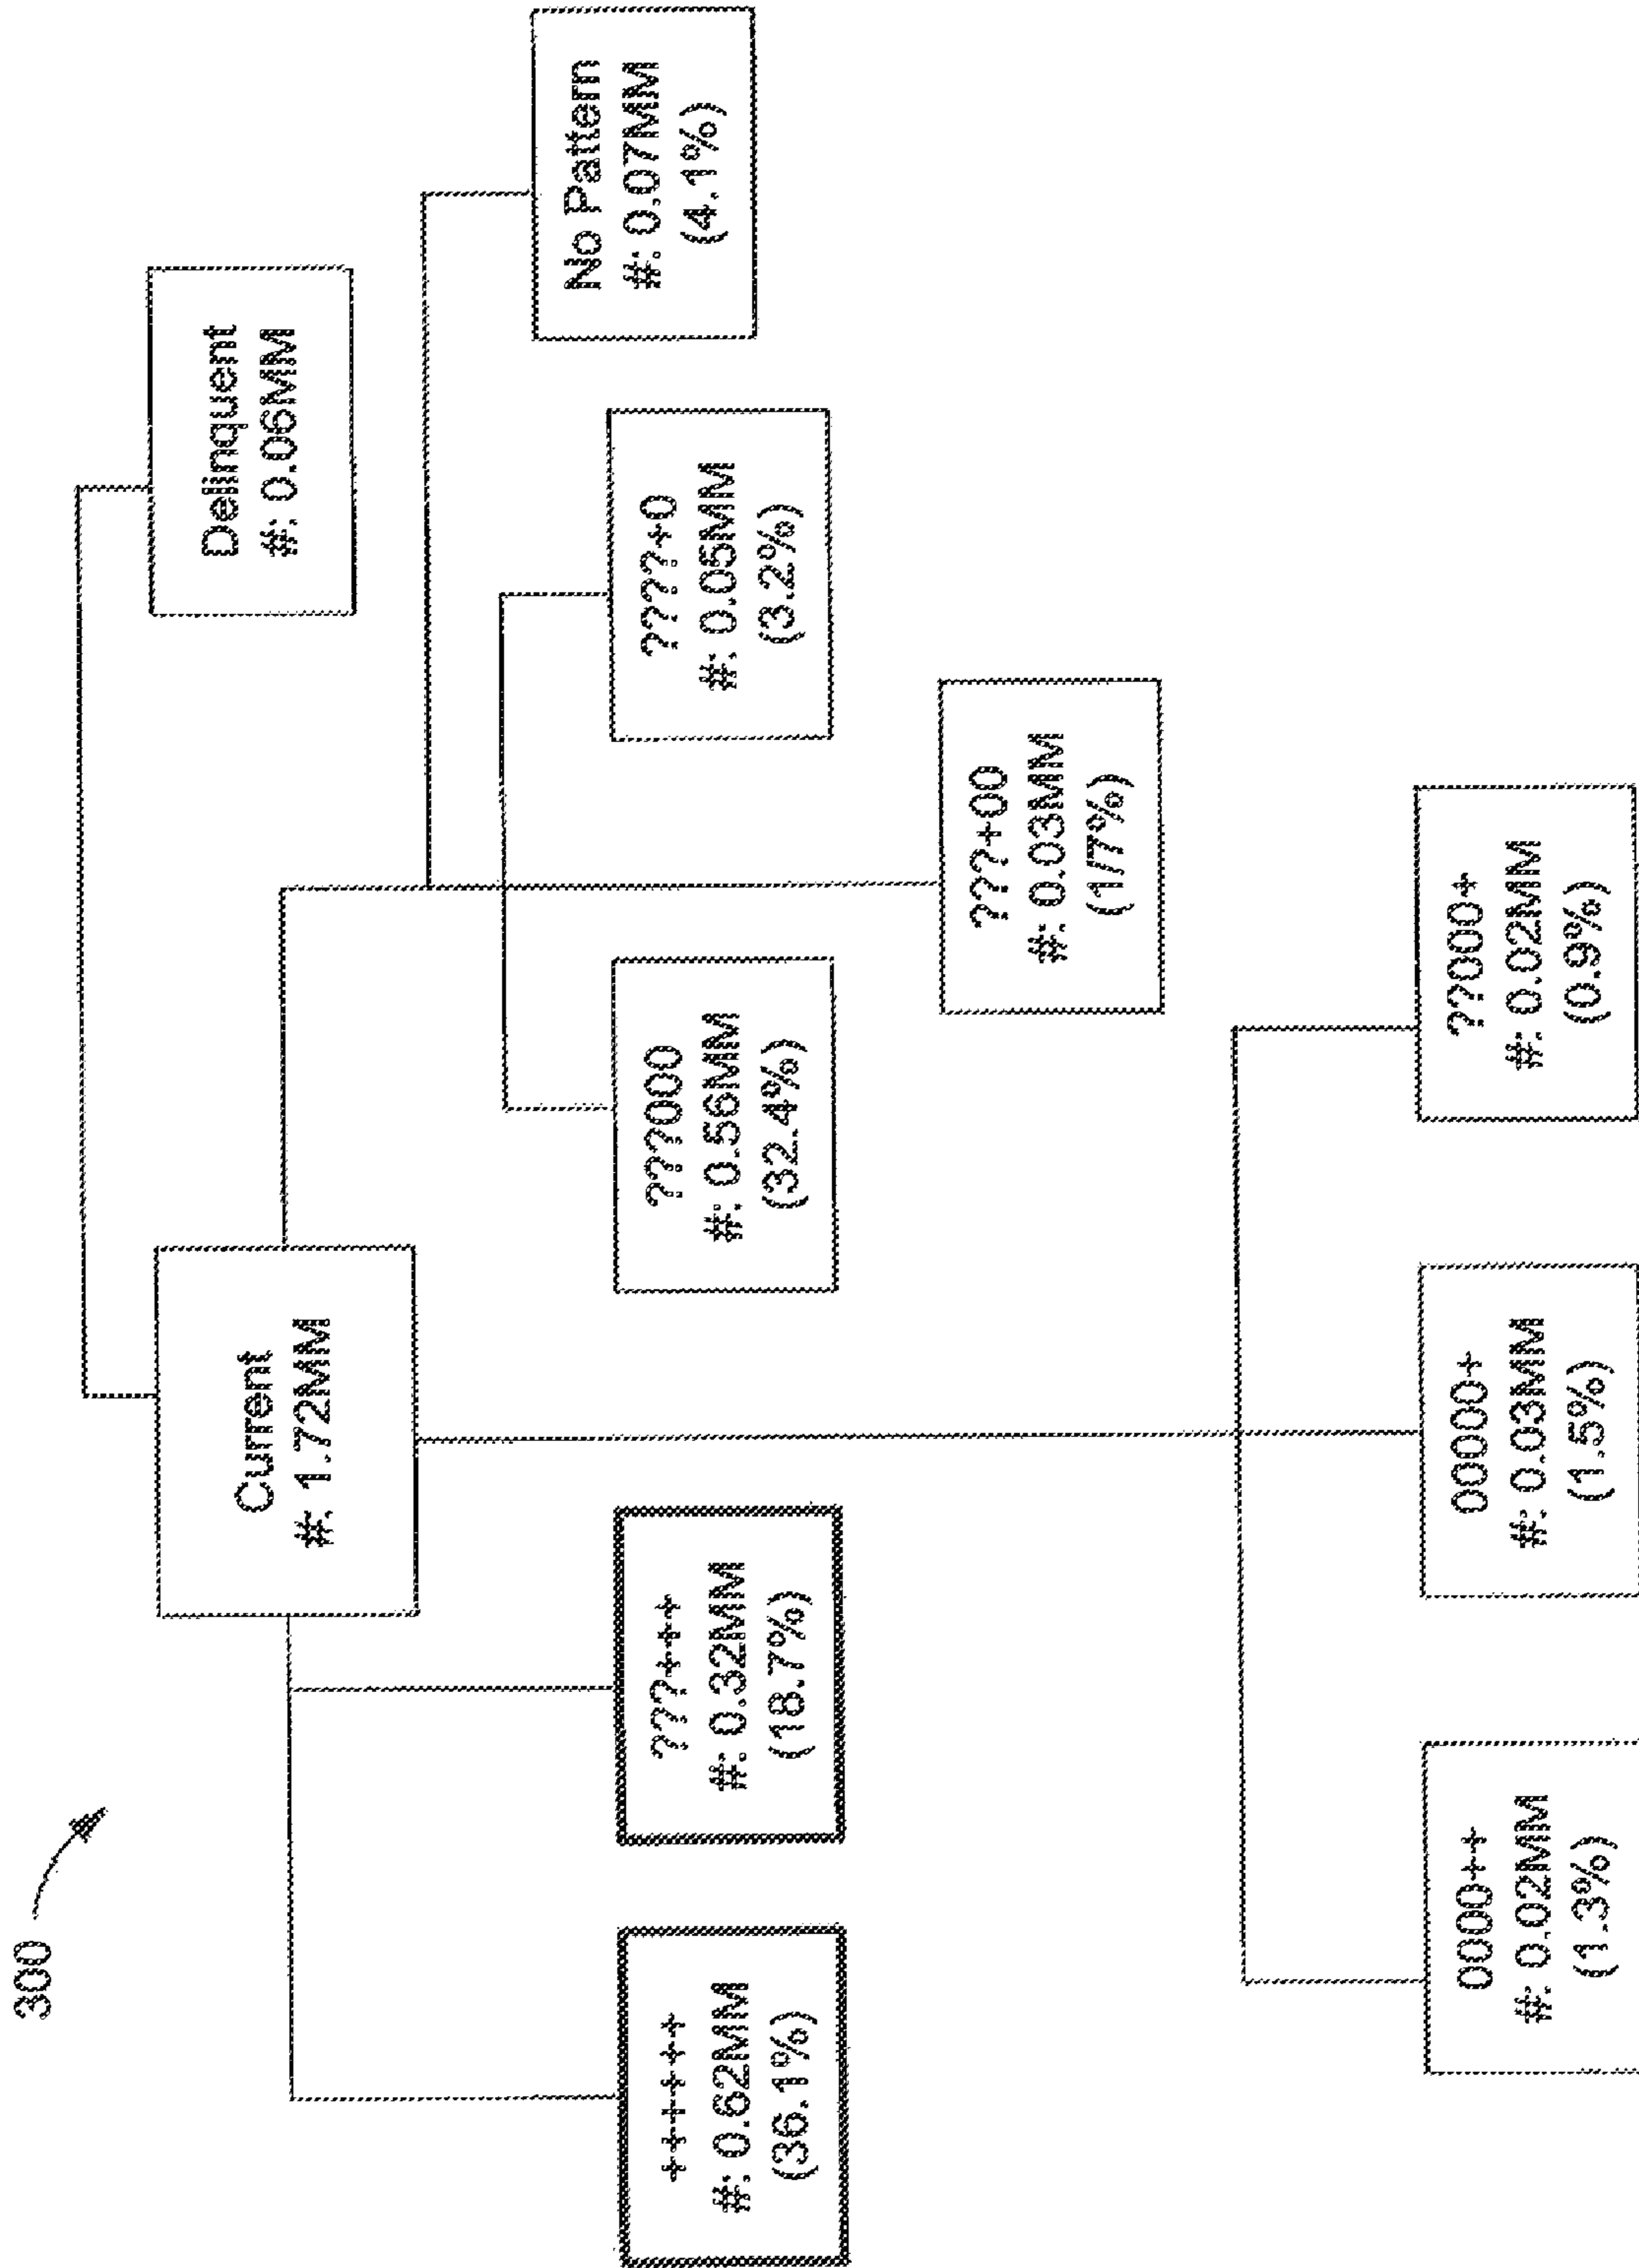 300
Current
#: 1.72MM
Delinquent
#: 0.06MM
++++++
#: 0.62MM
(36.1%)
???+++
#: 0.32MM
(18.7%)
???000
#: 0.56MM
(32.4%)
????+0
#: 0.05MM
(3.2%)
No Pattern
#: 0.07MM
(4.1%)
???+00
#: 0.03MM
(1/7%)
0000++
#: 0.02MM
(1.3%)
00000+
#: 0.03MM
(1.5%)
??000+
#: 0.02MM
(0.9%)